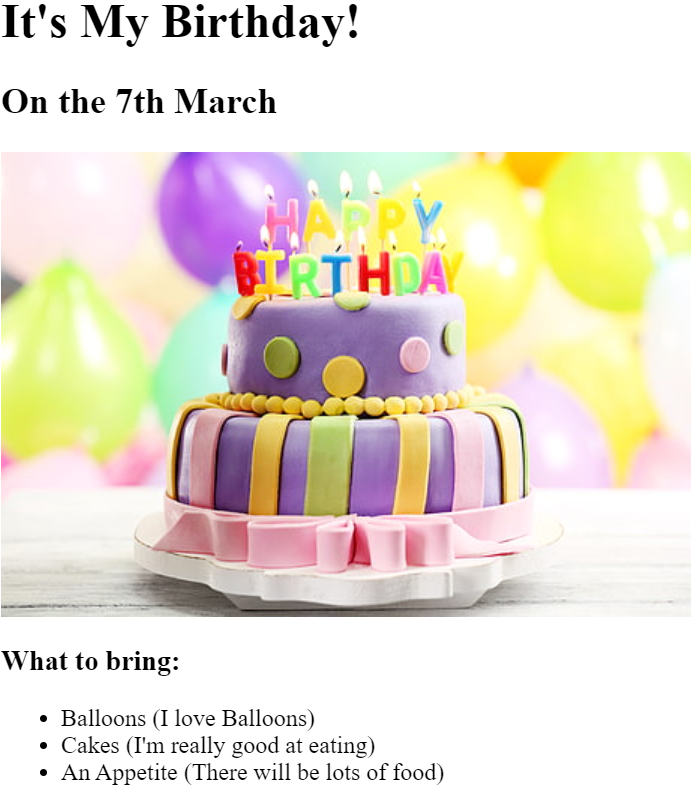 It's My Birthday!
On the 7th March
HAPPY
BIRTHDAY
What to bring:
Balloons (I love Balloons)
Cakes (I'm really good at eating)
An Appetite (There will be lots of food)